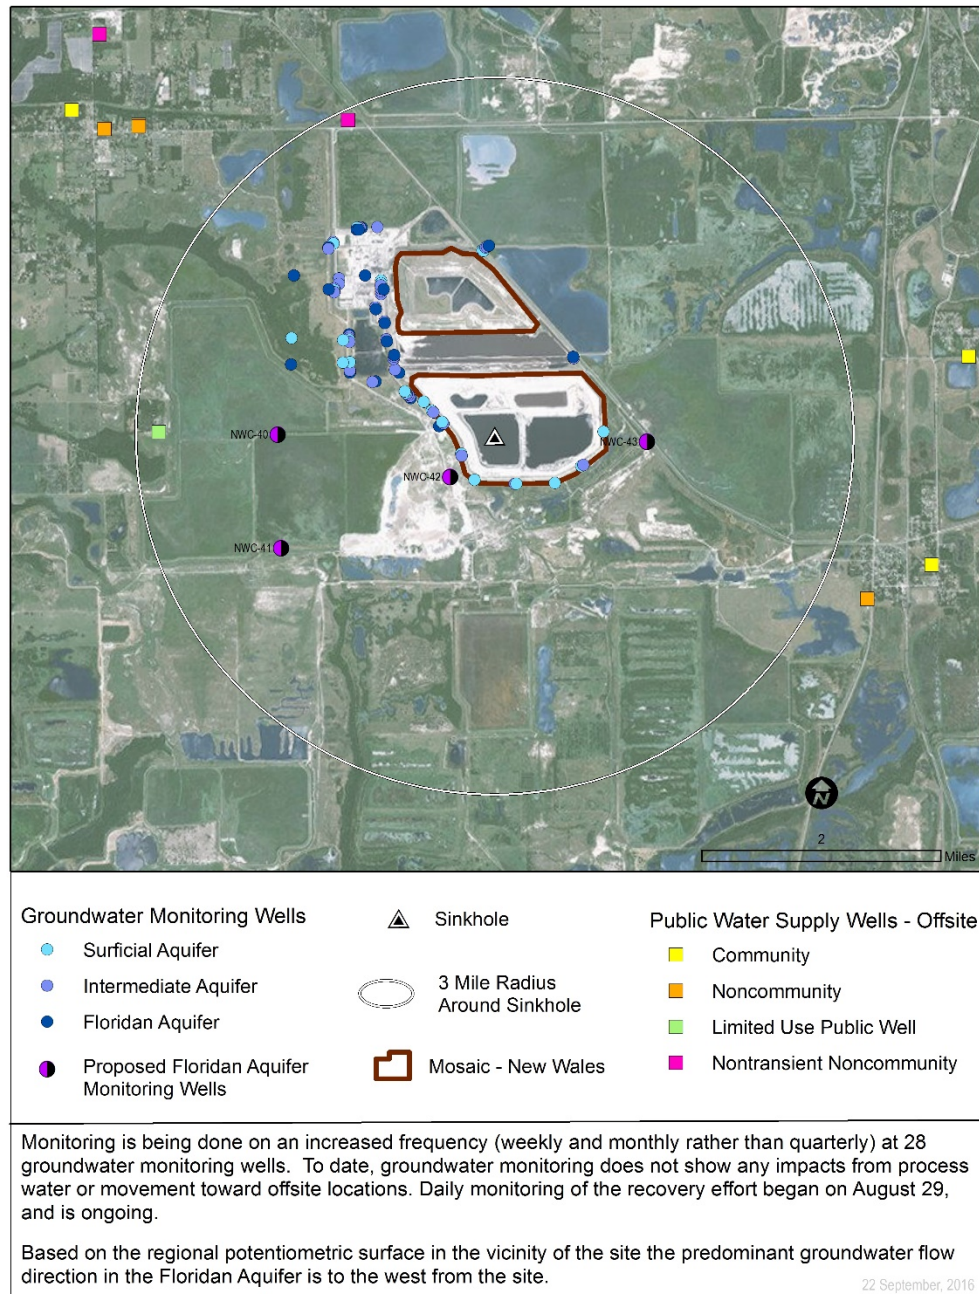 NWC-40
NWC-43
NWC-42
NWC-41
N
2
Miles
Groundwater Monitoring Wells
Surficial Aquifer
Intermediate Aquifer
Floridan Aquifer
Proposed Floridan Aquifer
Monitoring Wells
Sinkhole
3 Mile Radius
Around Sinkhole
Mosaic - New Wales
Public Water Supply Wells - Offsite
Community
Noncommunity
Limited Use Public Well
Nontransient Noncommunity
Monitoring is being done on an increased frequency (weekly and monthly rather than quarterly) at 28
groundwater monitoring wells. To date, groundwater monitoring does not show any impacts from process
water or movement toward offsite locations. Daily monitoring of the recovery effort began on August 29,
and is ongoing.
Based on the regional potentiometric surface in the vicinity of the site the predominant groundwater flow
direction in the Floridan Aquifer is to the west from the site.
22 September, 2016